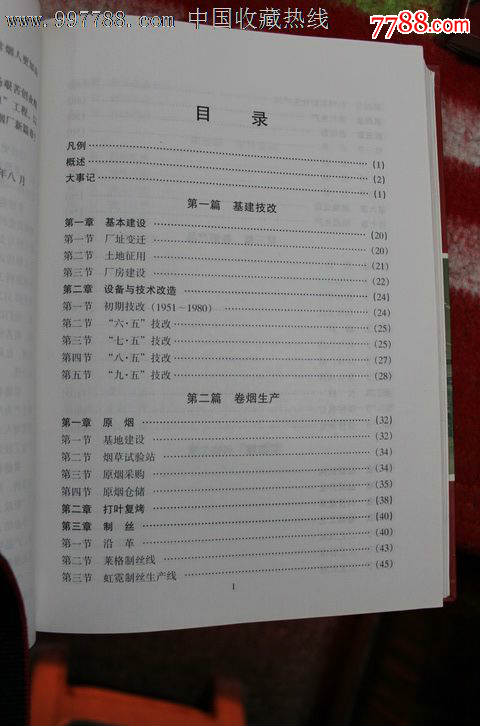 www.997788.com 中国收藏热线
7788.com
目 录
凡例 (1)
概述 (2)
大事记 (1)
第一篇 基建技改
第一章 基本建设 (20)
第一节 厂址变迁 (20)
第二节 土地征用 (21)
第三节 厂房建设 (22)
第二章 设备与技术改造 (24)
第一节 初期技改(1951~1980) (24)
第二节 “六·五”技改 (25)
第三节 “七·五”技改 (25)
第四节 “八·五”技改 (27)
第五节 “九·五”技改 (28)
第二篇 卷烟生产
第一章 原 烟 (32)
第一节 基地建设 (32)
第二节 烟草试验站 (34)
第三节 原烟采购 (34)
第四节 原烟仓储 (35)
第二章 打叶复烤 (38)
第三章 制 丝 (40)
第一节 沿 革 (40)
第二节 莱格制丝线 (43)
第三节 虹霓制丝生产线 (45)
1
年八月